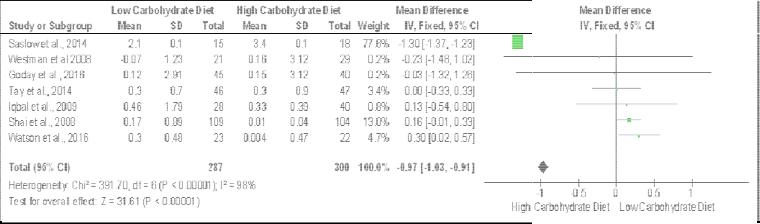 Low Carbohydrate Diet High Carbohydrate Diet Mean Difference Mean Difference
Study or Subgroup Mean SD Total Mean SD Total Weight IV, Fixed, 95% CI IV, Fixed, 95% CI
Saslow et al., 2014 2.1 0.1 15 3.4 0.1 18 77.6% -1.30 [-1.37, -1.23]
Westman 2008 -0.07 1.23 21 0.16 3.12 29 0.2% -0.23 [-1.48, 1.02]
Goday et al., 2016 0.12 2.91 45 0.15 3.12 40 0.2% -0.03 [-1.32, 1.26]
Tay et al., 2014 0.3 0.7 46 0.3 0.9 47 0.00 [-0.33, 0.33]
Iqbal et al., 2009 0.46 1.79 28 0.33 0.39 40 0.13 [-0.54, 0.80]
Shai et al., 2008 0.17 109 0.01 0.04 104 13.0% 0.16 [-0.01, 0.33]
Watson et al., 2016 0.3 0.48 23 0.004 0.47 22 4.7% 0.30 [0.02, 0.57]
Total (95% CI) 287 300 100.0% -0.97 [-1.03, -0.91]
Heterogeneity: Chi² = 391.70, df = 6 (P < 0.00001); I² = 98%
Test for overall effect: Z = 31.61 (P < 0.00001)
-1 -0.5 0 0.5 1
High Carbohydrate Diet Low Carbohydrate Diet